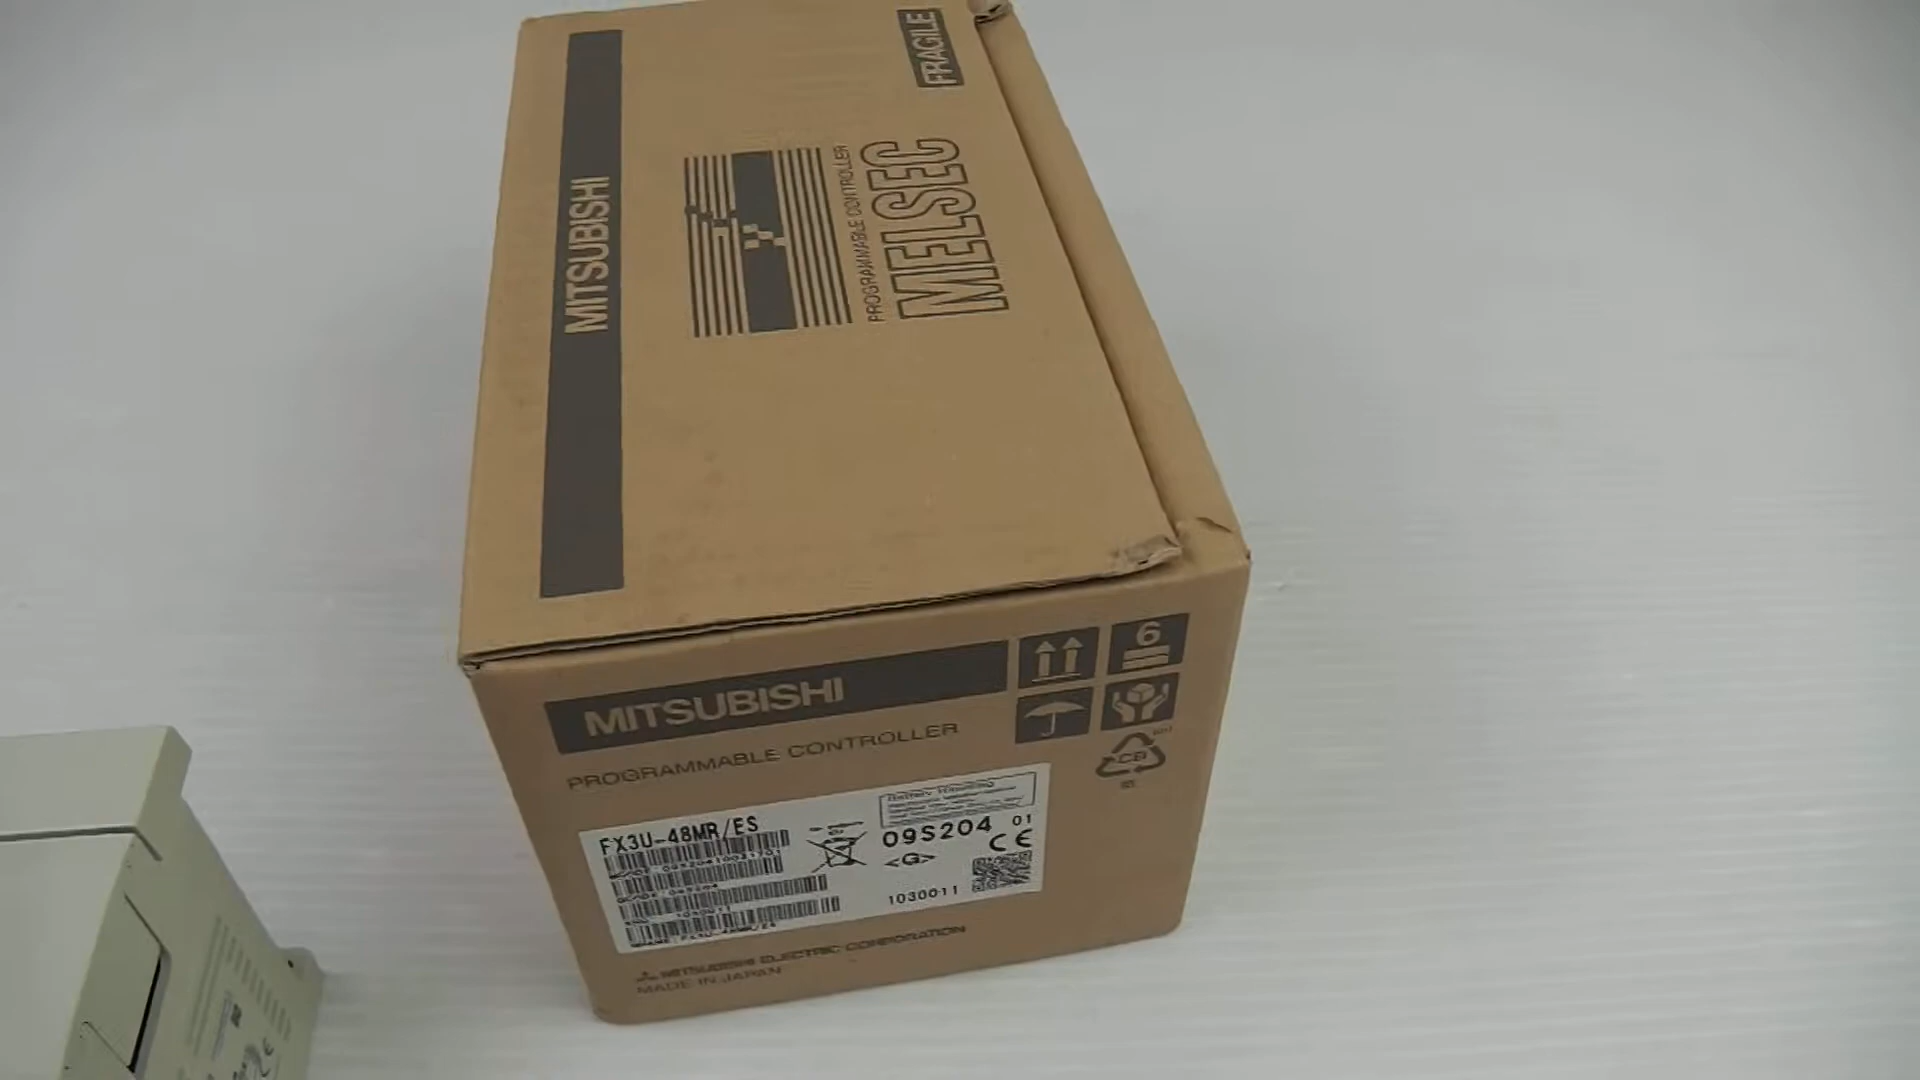 FRAGILE
MITSUBISHI
PROGRAMMABLE CONTROLLER
MELSEC
MITSUBISHI
6
PROGRAMMABLE CONTROLLER
FX3U-48MR/ES
09S204 01
<G> CE
1030011
MITSUBISHI ELECTRIC CORPORATION
MADE IN JAPAN